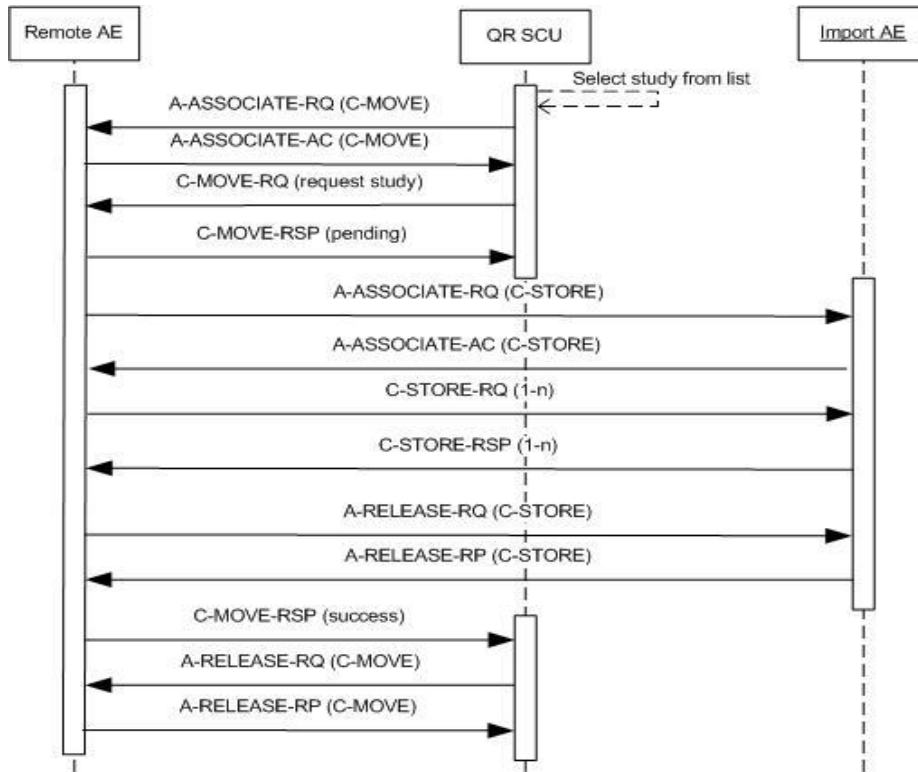 Remote AE
QR SCU
Import AE
Select study from list
A-ASSOCIATE-RQ (C-MOVE)
A-ASSOCIATE-AC (C-MOVE)
C-MOVE-RQ (request study)
C-MOVE-RSP (pending)
A-ASSOCIATE-RQ (C-STORE)
A-ASSOCIATE-AC (C-STORE)
C-STORE-RQ (1-n)
C-STORE-RSP (1-n)
A-RELEASE-RQ (C-STORE)
A-RELEASE-RP (C-STORE)
C-MOVE-RSP (success)
A-RELEASE-RQ (C-MOVE)
A-RELEASE-RP (C-MOVE)